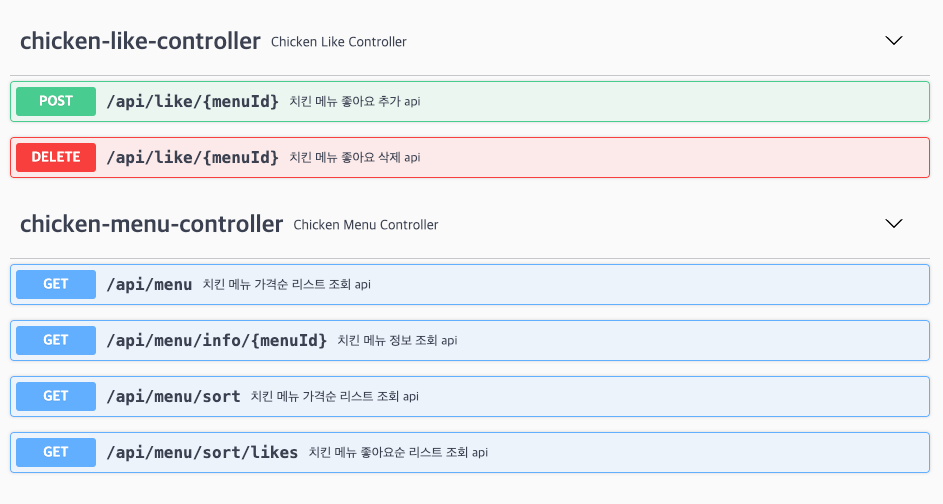 chicken-like-controller Chicken Like Controller
POST /api/like/{menuId} 치킨 메뉴 좋아요 추가 api
DELETE /api/like/{menuId} 치킨 메뉴 좋아요 삭제 api
chicken-menu-controller Chicken Menu Controller
GET /api/menu 치킨 메뉴 가격순 리스트 조회 api
GET /api/menu/info/{menuId} 치킨 메뉴 정보 조회 api
GET /api/menu/sort 치킨 메뉴 가격순 리스트 조회 api
GET /api/menu/sort/likes 치킨 메뉴 좋아요순 리스트 조회 api